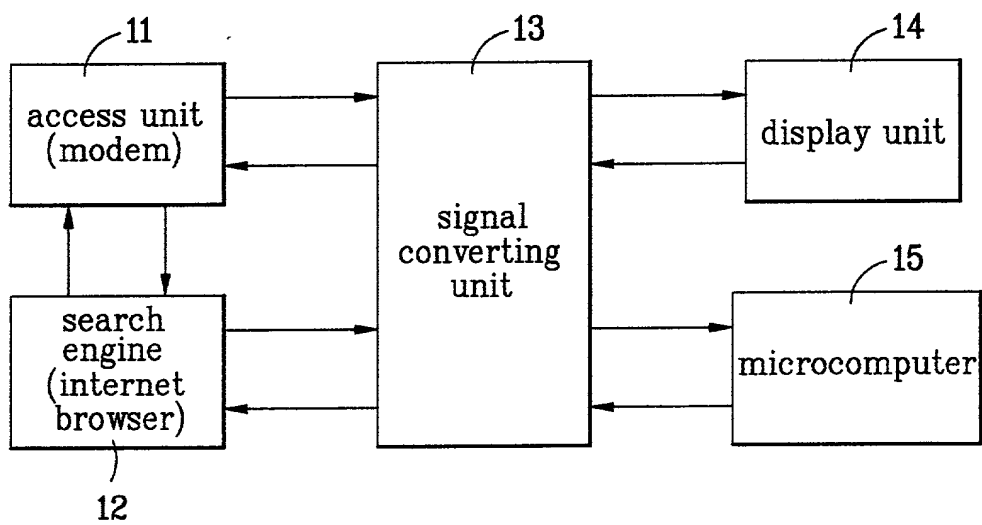 11
access unit
(modem)
search
engine
(internet
browser)
12
13
signal
converting
unit
14
display unit
15
microcomputer